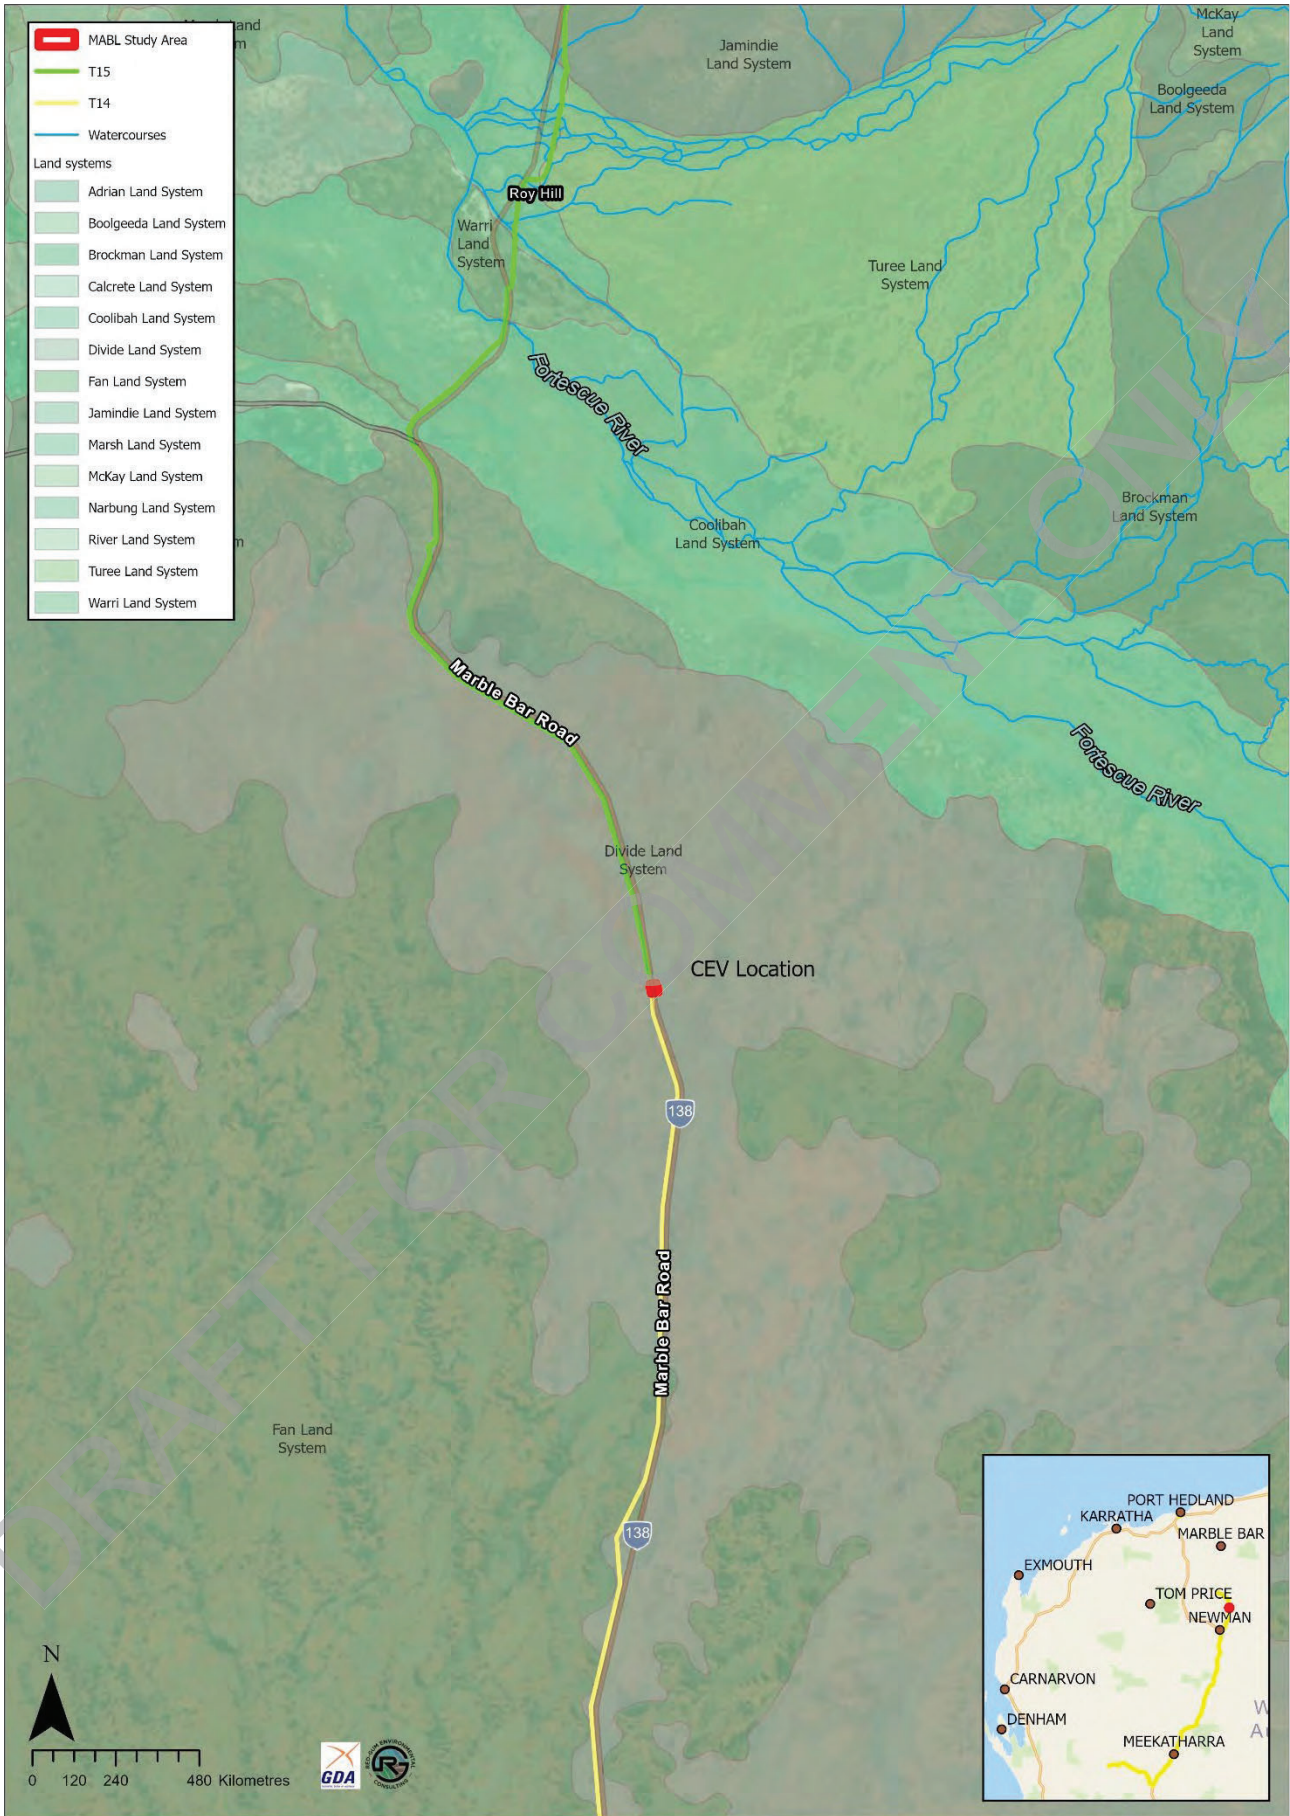 MABL Study Area
T15
T14
Watercourses
Land systems
Adrian Land System
Boolgeeda Land System
Brockman Land System
Calcrete Land System
Coolibah Land System
Divide Land System
Fan Land System
Jamindie Land System
Marsh Land System
McKay Land System
Narbung Land System
River Land System
Turee Land System
Warri Land System
Jamindie
Land System
McKay
Land
System
Boolgeeda
Land System
Roy Hill
Warri
Land
System
Turee Land
System
Fortescue River
Coolibah
Land System
Brockman
Land System
Marble Bar Road
Fortescue River
Divide Land
System
CEV Location
138
Marble Bar Road
Fan Land
System
138
DRAFT FOR COMMENT ONLY
PORT HEDLAND
KARRATHA
MARBLE BAR
EXMOUTH
TOM PRICE
NEWMAN
CARNARVON
DENHAM
MEEKATHARRA
N
0 120 240 480 Kilometres
GDA
RED-GUM ENVIRONMENTAL
CONSULTING